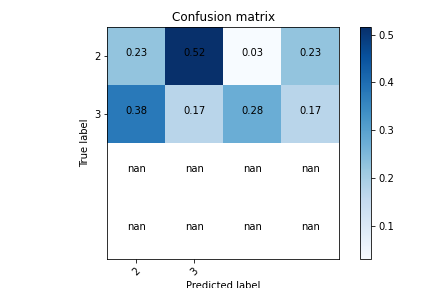 Confusion matrix
2 0.23 0.52 0.03 0.23
3 0.38 0.17 0.28 0.17
nan nan nan nan
nan nan nan nan
2 3
True label
Predicted label
0.5
0.4
0.3
0.2
0.1